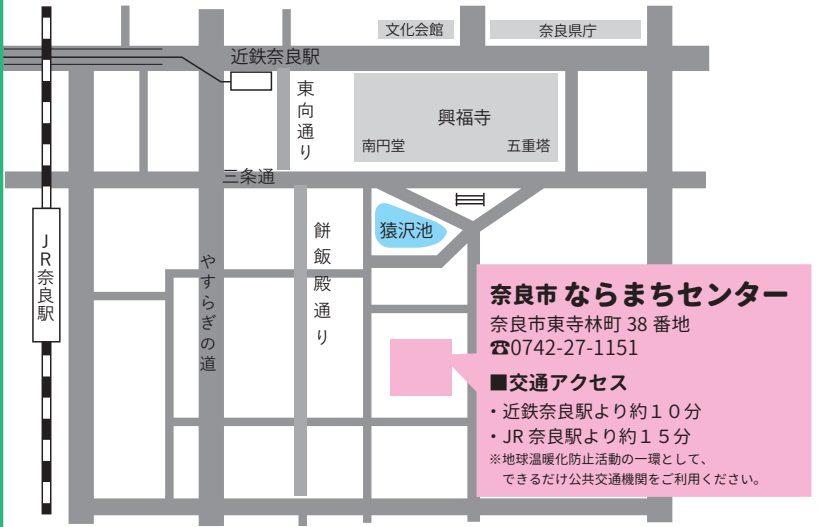 文化会館
奈良県庁
近鉄奈良駅
東向通り
興福寺
南円堂
五重塔
三条通
猿沢池
餅飯殿通り
JR奈良駅
やすらぎの道
奈良市 ならまちセンター
奈良市東寺林町 38 番地
☎0742-27-1151
■交通アクセス
・近鉄奈良駅より約１０分
・JR 奈良駅より約１５分
※地球温暖化防止活動の一環として、
できるだけ公共交通機関をご利用ください。